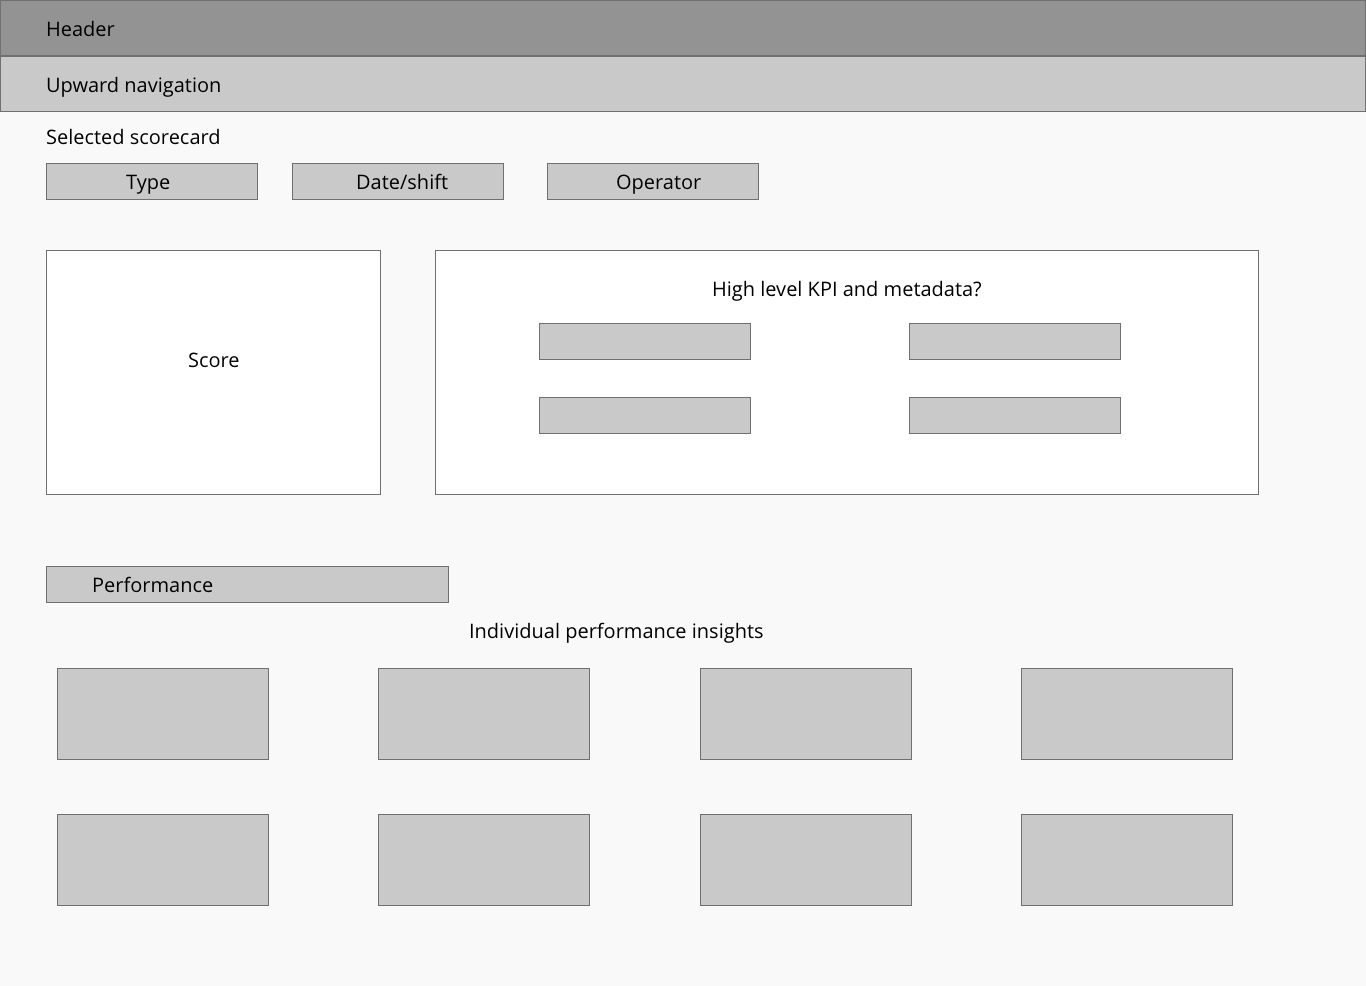 Header
Upward navigation
Selected scorecard
Type
Date/shift
Operator
Score
High level KPI and metadata?
Performance
Individual performance insights